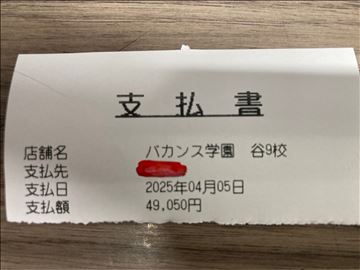 支払書
店舗名 バカンス学園 谷9校
支払先
支払日 2025年04月05日
支払額 49,050円